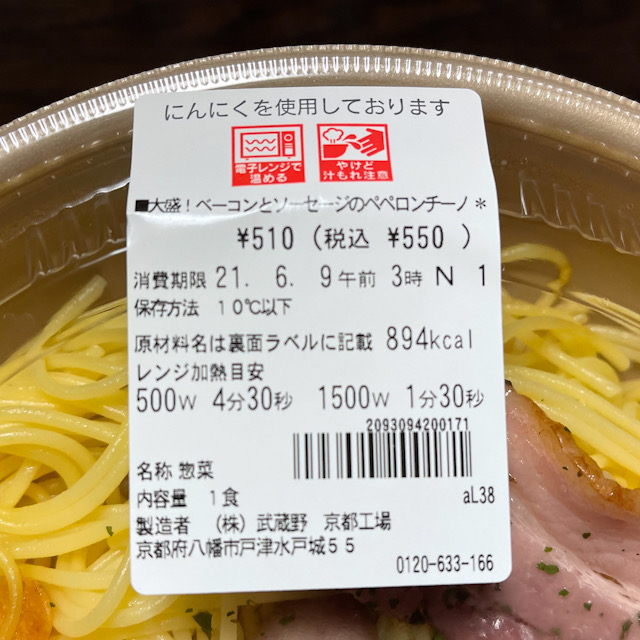 にんにくを使用しております
電子レンジで
温める
やけど
汁もれ注意
■大盛!ベーコンとソーセージのペペロンチーノ*
¥510(税込 ¥550 )
消費期限 21. 6. 9午前 3時 N 1
保存方法 10℃以下
原材料名は裏面ラベルに記載 894kcal
レンジ加熱目安
500W 4分30秒 1500W 1分30秒
2093094200171
名称 惣菜
内容量 1食
aL38
製造者 (株)武蔵野 京都工場
京都府八幡市戸津水戸城55
0120-633-166